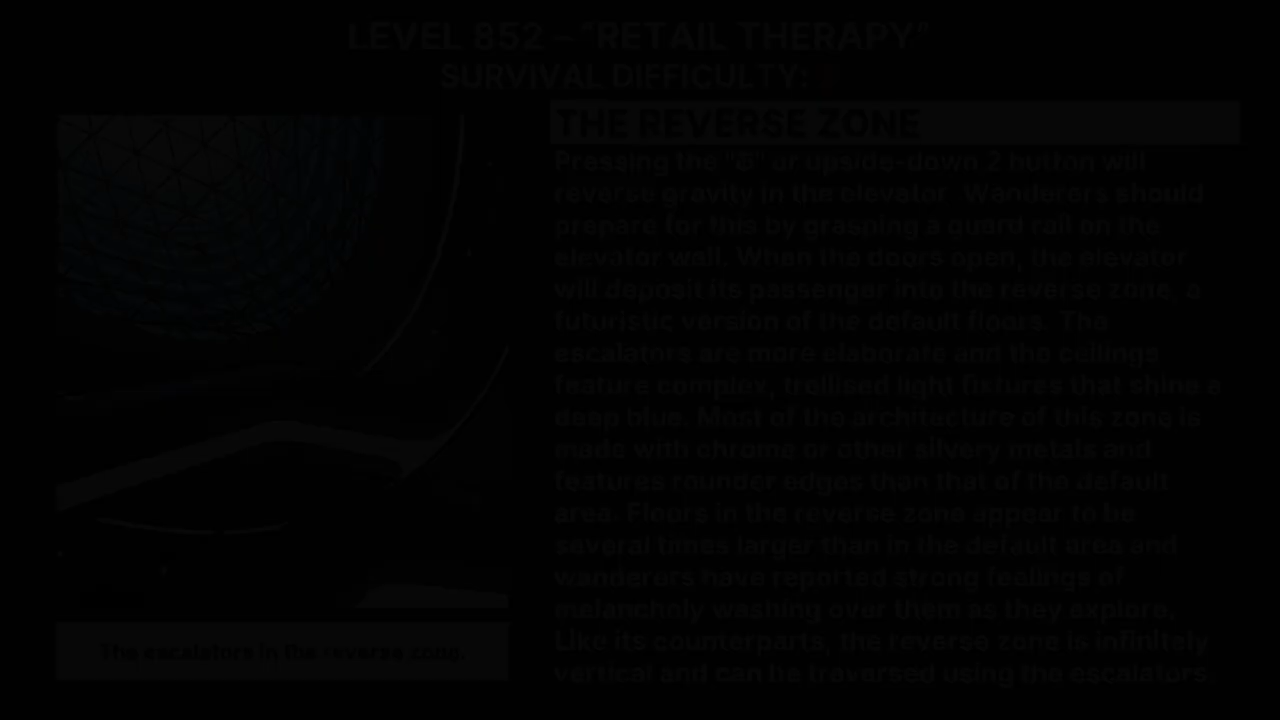 LEVEL 852 – "RETAIL THERAPY"
SURVIVAL DIFFICULTY:
THE REVERSE ZONE
Pressing the "Z" or upside-down 2 button will
reverse gravity in the elevator. Wanderers should
prepare for this by grasping a guard rail on the
elevator wall. When the doors open, the elevator
will deposit its passenger into the reverse zone, a
futuristic version of the default floors. The
escalators are more elaborate and the ceilings
feature complex, trellised light fixtures that shine a
deep blue. Most of the architecture of this zone is
made with chrome or other silvery metals and
features rounder edges than that of the default
area. Floors in the reverse zone appear to be
several times larger than in the default area and
wanderers have reported strong feelings of
melancholy washing over them as they explore.
Like its counterparts, the reverse zone is infinitely
vertical and can be traversed using the escalators.
The escalators in the reverse zone.